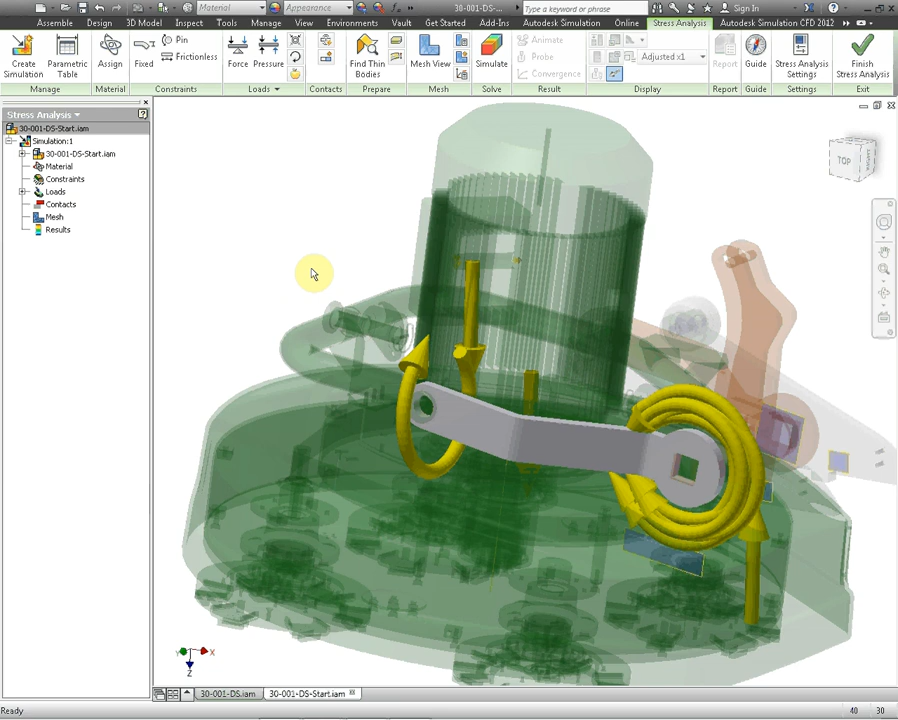 Material
Appearance
30-001-DS-...
Type a keyword or phrase
Sign In
Assembly Design 3D Model Inspect Tools Manage View Environments Vault Get Started Add-Ins Autodesk Simulation Online Stress Analysis Autodesk Simulation CFD 2012
Create Simulation
Parametric Table
Assign
Fixed
Pin
Frictionless
Force
Pressure
Find Thin Bodies
Mesh View
Simulate
Animate
Probe
Convergence
Adjusted x1
Report
Guide
Stress Analysis Settings
Finish Stress Analysis
Manage Material Constraints Loads Contacts Prepare Mesh Solve Result Display Report Guide Settings Exit
Stress Analysis
30-001-DS-Start.iam
Simulation:1
30-001-DS-Start.iam
Material
Constraints
Loads
Contacts
Mesh
Results
TOP
Y X
Z
30-001-DS.iam 30-001-DS-Start.iam
Ready 40 30